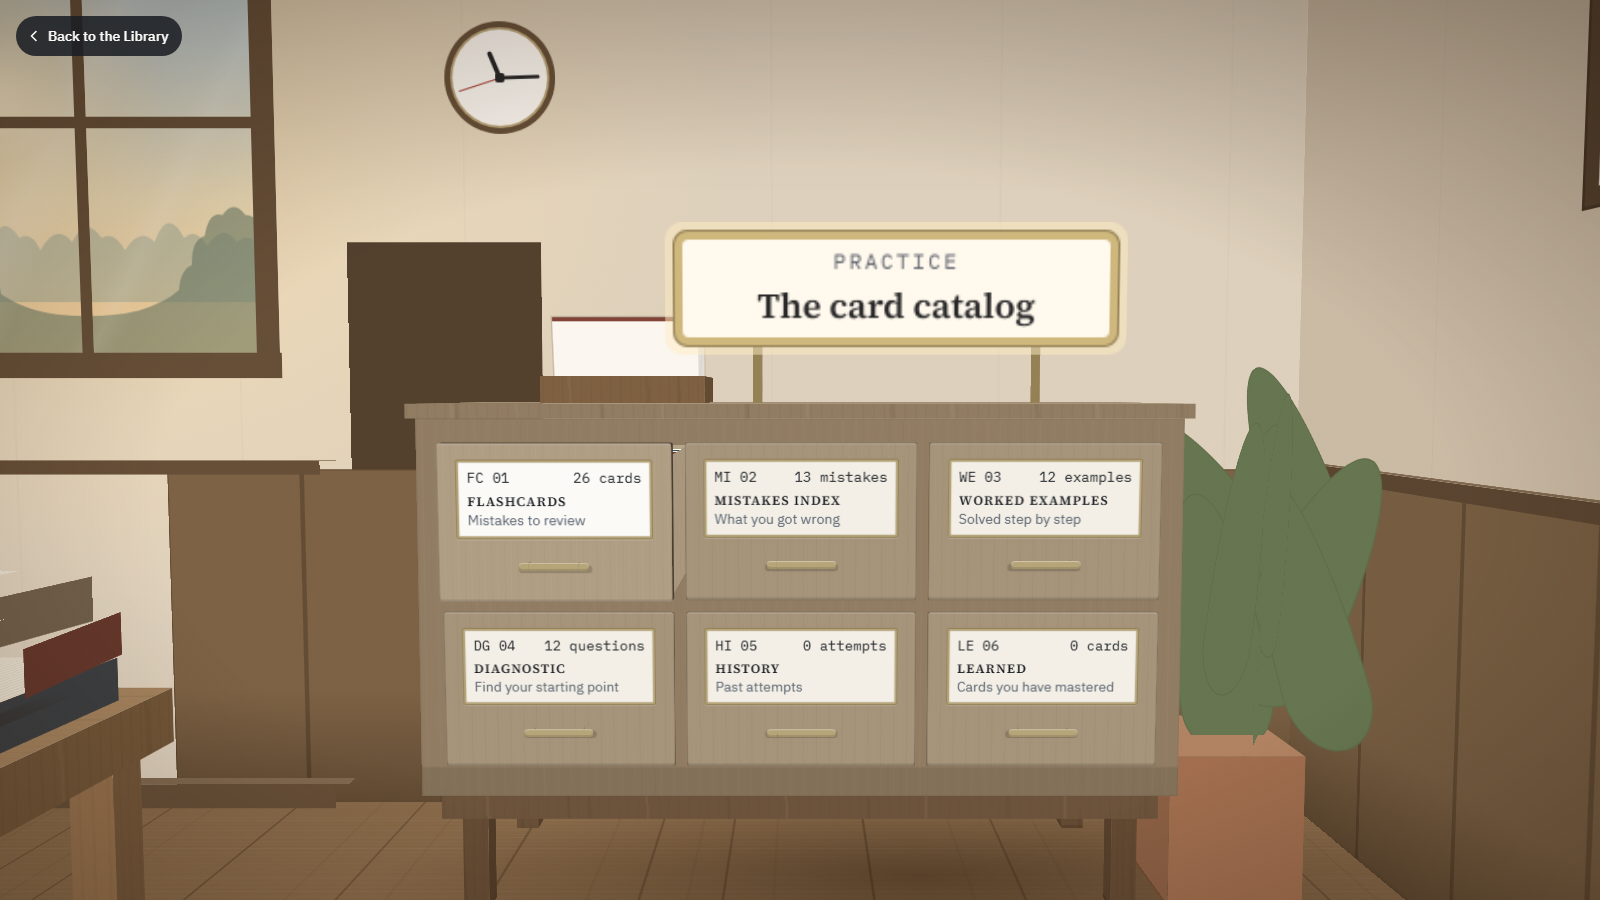 Back to the Library
PRACTICE
The card catalog
FC 01 26 cards
FLASHCARDS
Mistakes to review
MI 02 13 mistakes
MISTAKES INDEX
What you got wrong
WE 03 12 examples
WORKED EXAMPLES
Solved step by step
DG 04 12 questions
DIAGNOSTIC
Find your starting point
HI 05 0 attempts
HISTORY
Past attempts
LE 06 0 cards
LEARNED
Cards you have mastered